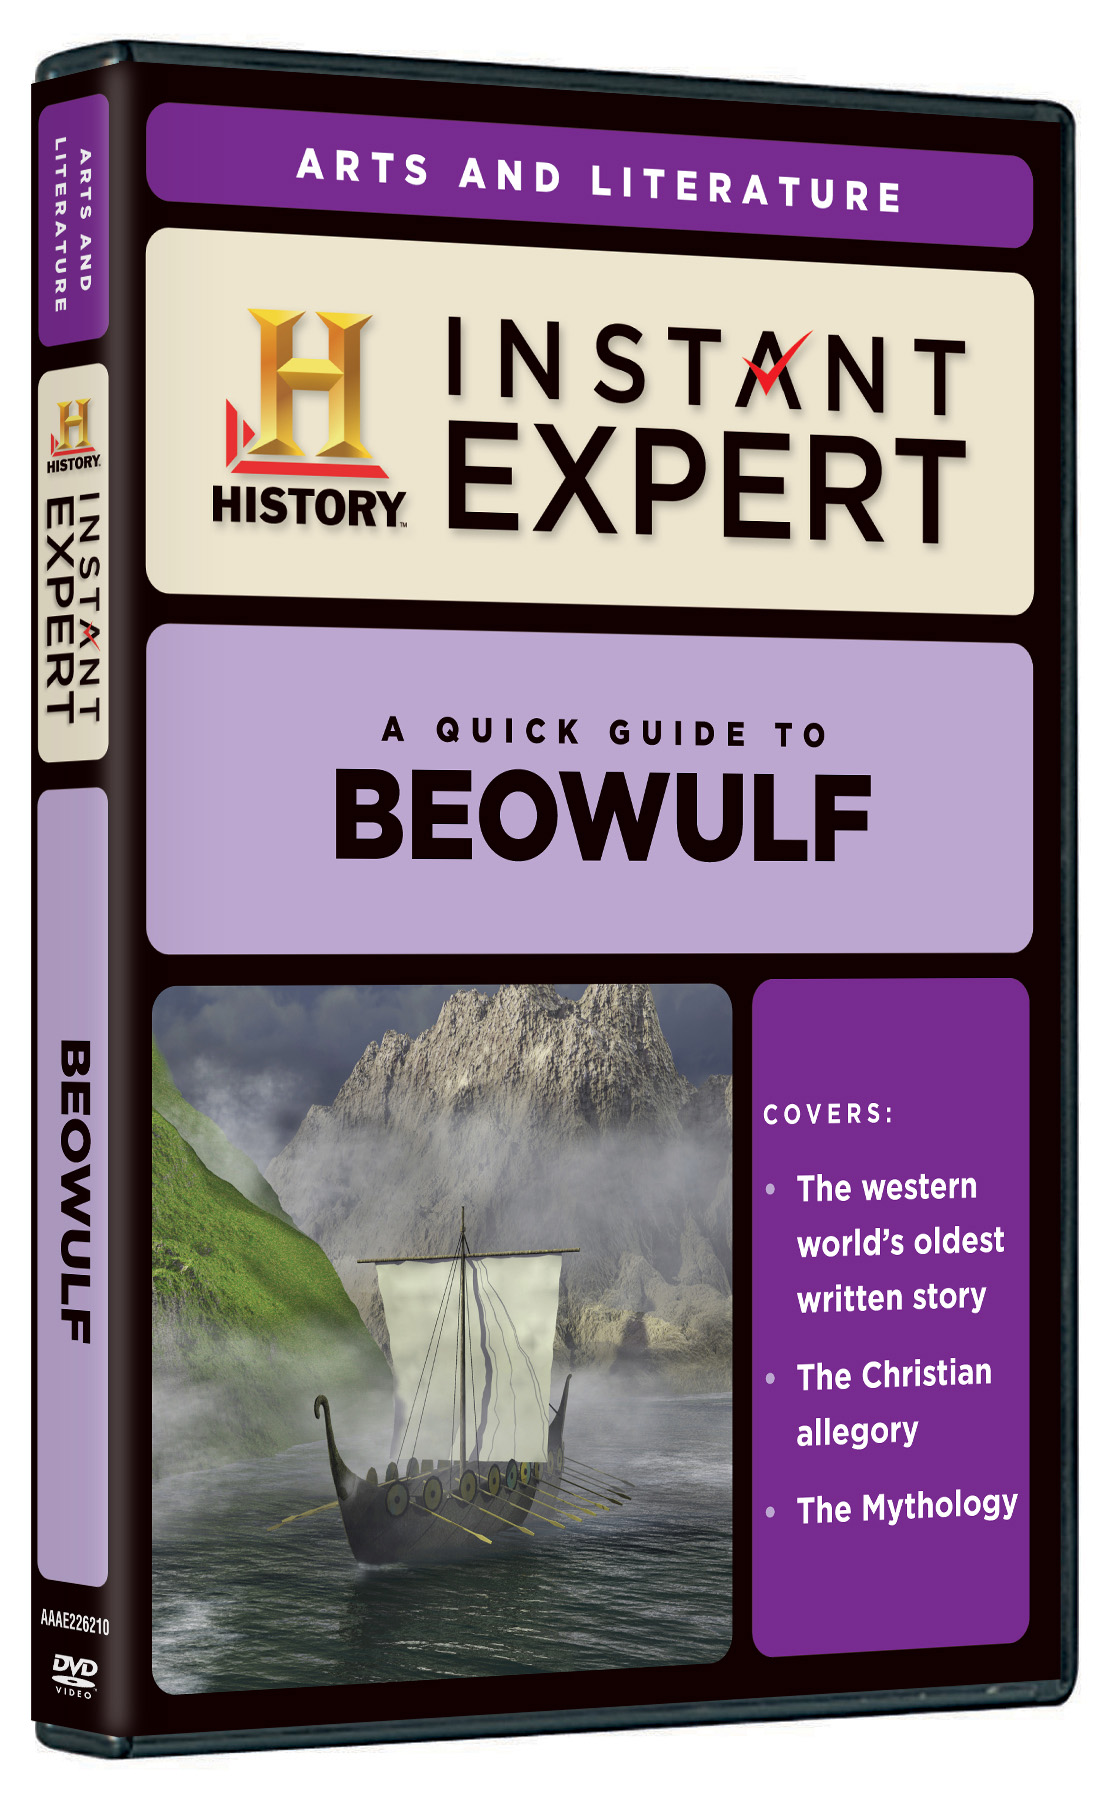 ARTS AND LITERATURE
HISTORY™
INSTANT
EXPERT
A QUICK GUIDE TO
BEOWULF
COVERS:
• The western
world’s oldest
written story
• The Christian
allegory
• The Mythology
ARTS AND
LITERATURE
HISTORY.
INSTANT
EXPERT
BEOWULF
AAAE226210
DVD
VIDEO